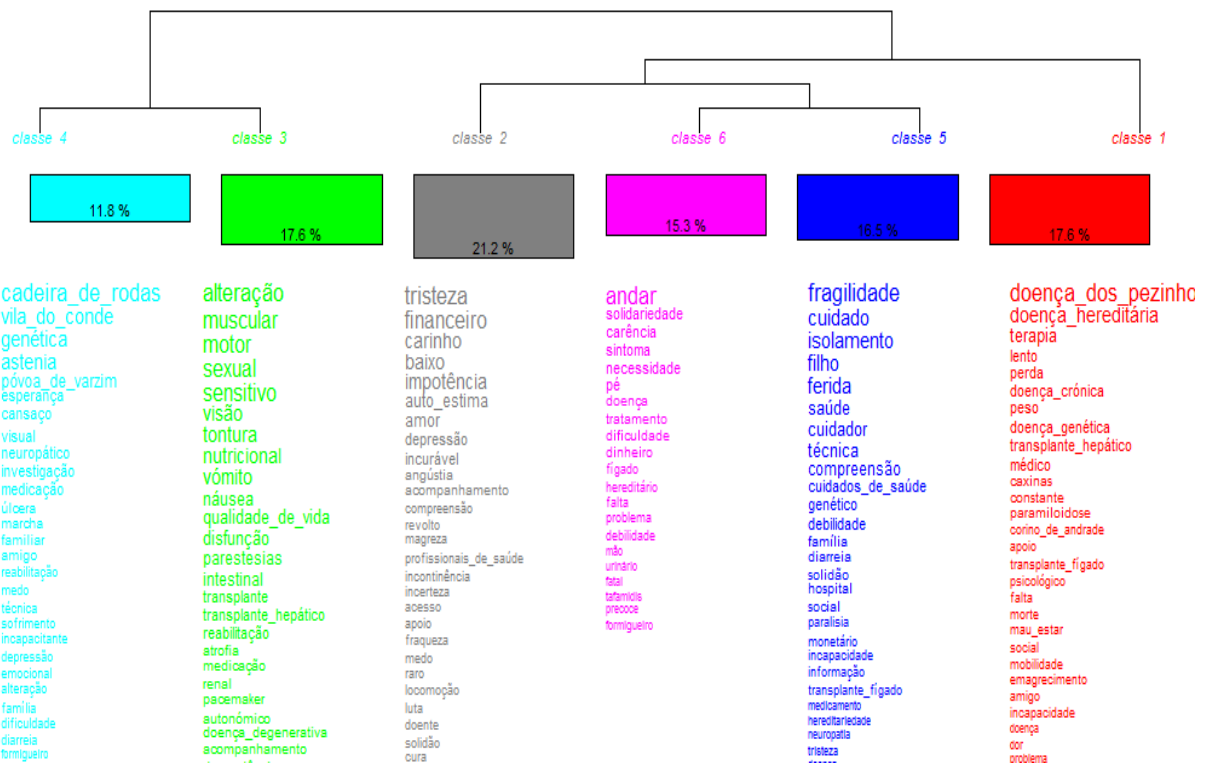 classe 4
classe 3
classe 2
classe 6
classe 5
classe 1
11.8 %
17.6 %
21.2 %
15.3 %
16.5 %
17.6 %
cadeira_de_rodas
vila_do_conde
genética
astenia
póvoa_de_varzim
esperança
cansaço
visual
neuropático
investigação
medicação
úlcera
marcha
familiar
amigo
reabilitação
medo
técnica
sofrimento
incapacitante
depressão
emocional
alteração
família
dificuldade
diarreia
formigueiro
alteração
muscular
motor
sexual
sensitivo
visão
tontura
nutricional
vômito
náusea
qualidade_de_vida
disfunção
parestesias
intestinal
transplante
transplante_hepático
reabilitação
atrofia
medicação
renal
pacemaker
autonómico
doença_degenerativa
acompanhamento
tristeza
financeiro
carinho
baixo
impotência
auto_estima
amor
depressão
incurável
angústia
acompanhamento
compreensão
revolto
magreza
profissionais_de_saúde
incontinência
incerteza
acesso
apoio
fraqueza
medo
raro
locomoção
luta
doente
solidão
cura
andar
solidariedade
carência
sintoma
necessidade
pé
doença
tratamento
dificuldade
dinheiro
fígado
hereditário
falta
problema
debilidade
mão
urinário
fatal
tafamidis
precoce
formigueiro
fragilidade
cuidado
isolamento
filho
ferida
saúde
cuidador
técnica
compreensão
cuidados_de_saúde
genético
debilidade
família
diarreia
solidão
hospital
social
paralisia
monetário
incapacidade
informação
transplante_fígado
medicamento
hereditariedade
neuropatia
tristeza
doença_dos_pezinho
doença_hereditária
terapia
lento
perda
doença_crónica
peso
doença_genética
transplante_hepático
médico
caxinas
constante
paramiloidose
corino_de_andrade
apoio
transplante_fígado
psicológico
falta
morte
mau_estar
social
mobilidade
emagrecimento
amigo
incapacidade
doença
dor
problema